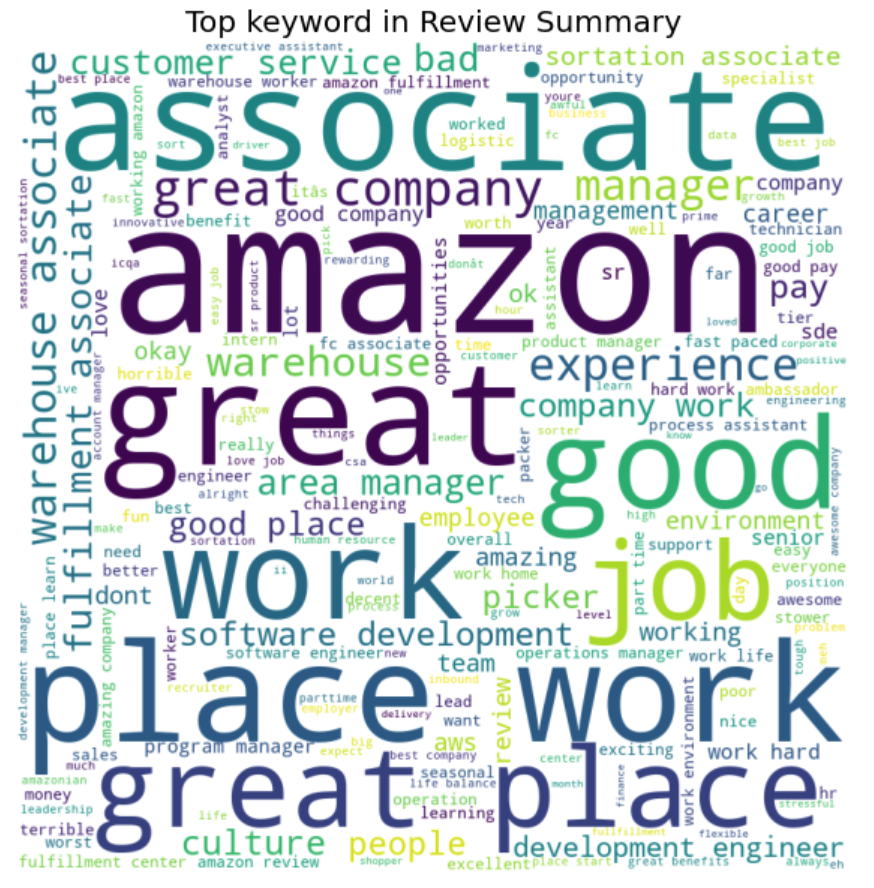 Top keyword in Review Summary
executive assistant
marketing
customer service
bad
sortation associate
best place
warehouse worker
amazon fulfillment
opportunity
specialist
one
youre
awful
business
associate
warehouse associate
working amazon
analyst
worked
logistic
sort
driver
fc
data
best job
great company
itâs
manager
company
growth
fast
innovative
benefit
good company
worth
year
management
prime
career
well
technician
seasonal sortation
fulfillment associate
amazon
pick
icqa
easy job
sr product
rewarding
opportunities
donât
assistant
sr
far
good job
good pay
pay
love
lot
ok
hour
loved
tier
sde
intern
fc associate
time
product manager
fast paced
corporate
okay
horrible
warehouse
customer
experience
positive
ive
account manager
great
learn
hard work
ambassador
engineering
stow
right
company work
things
leader
packer
sorter
process assistant
know
really
love job
csa
good
engineer
area manager
tech
go
awesome company
alright
challenging
best
fun
good place
employee
high
environment
make
sortation
human resource
overall
senior
need
work
amazing
support
easy
everyone
better
ii
world
work home
part time
job
day
position
dont
decent
process
picker
awesome
place learn
grow
level
stower
software development
working
problem
development manager
amazing company
worker
software engineer
new
team
operations manager
work life
tough
meh
place work
recruiter
inbound
parttime
employer
delivery
lead
want
review
poor
nice
work environment
sales
program manager
big
expect
aws
best company
exciting
work hard
much
amazonian
great place
seasonal
life balance
center
month
finance
hr
stressful
money
leadership
operation
learning
life
terrible
worst
culture
people
fullfillment
flexible
development engineer
fulfillment center
amazon review
shopper
excellent
place start
great benefits
always
eh